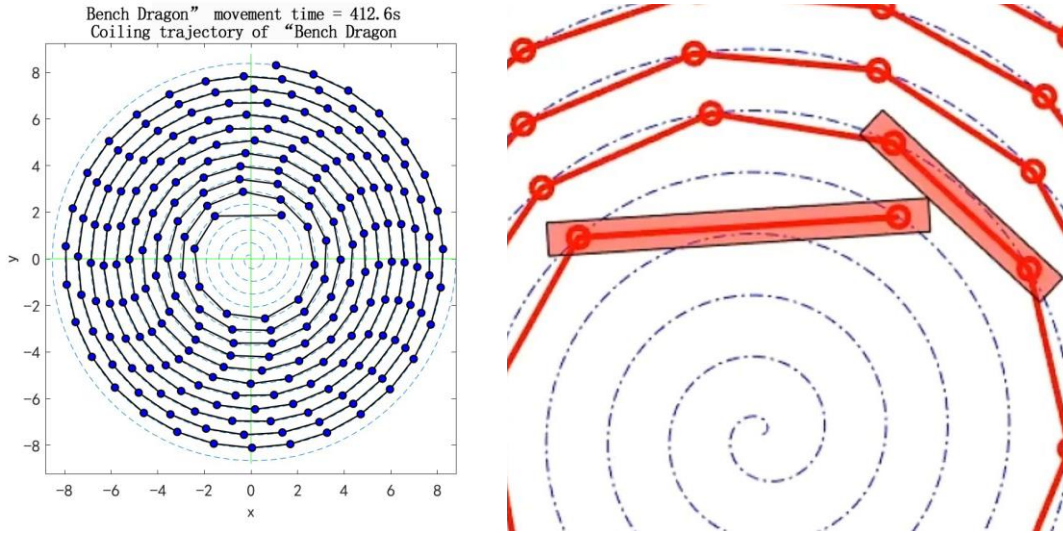 Bench Dragon” movement time = 412.6s
Coiling trajectory of “Bench Dragon
8
6
4
2
0
−2
−4
−6
−8
y
−8 −6 −4 −2 0 2 4 6 8
x